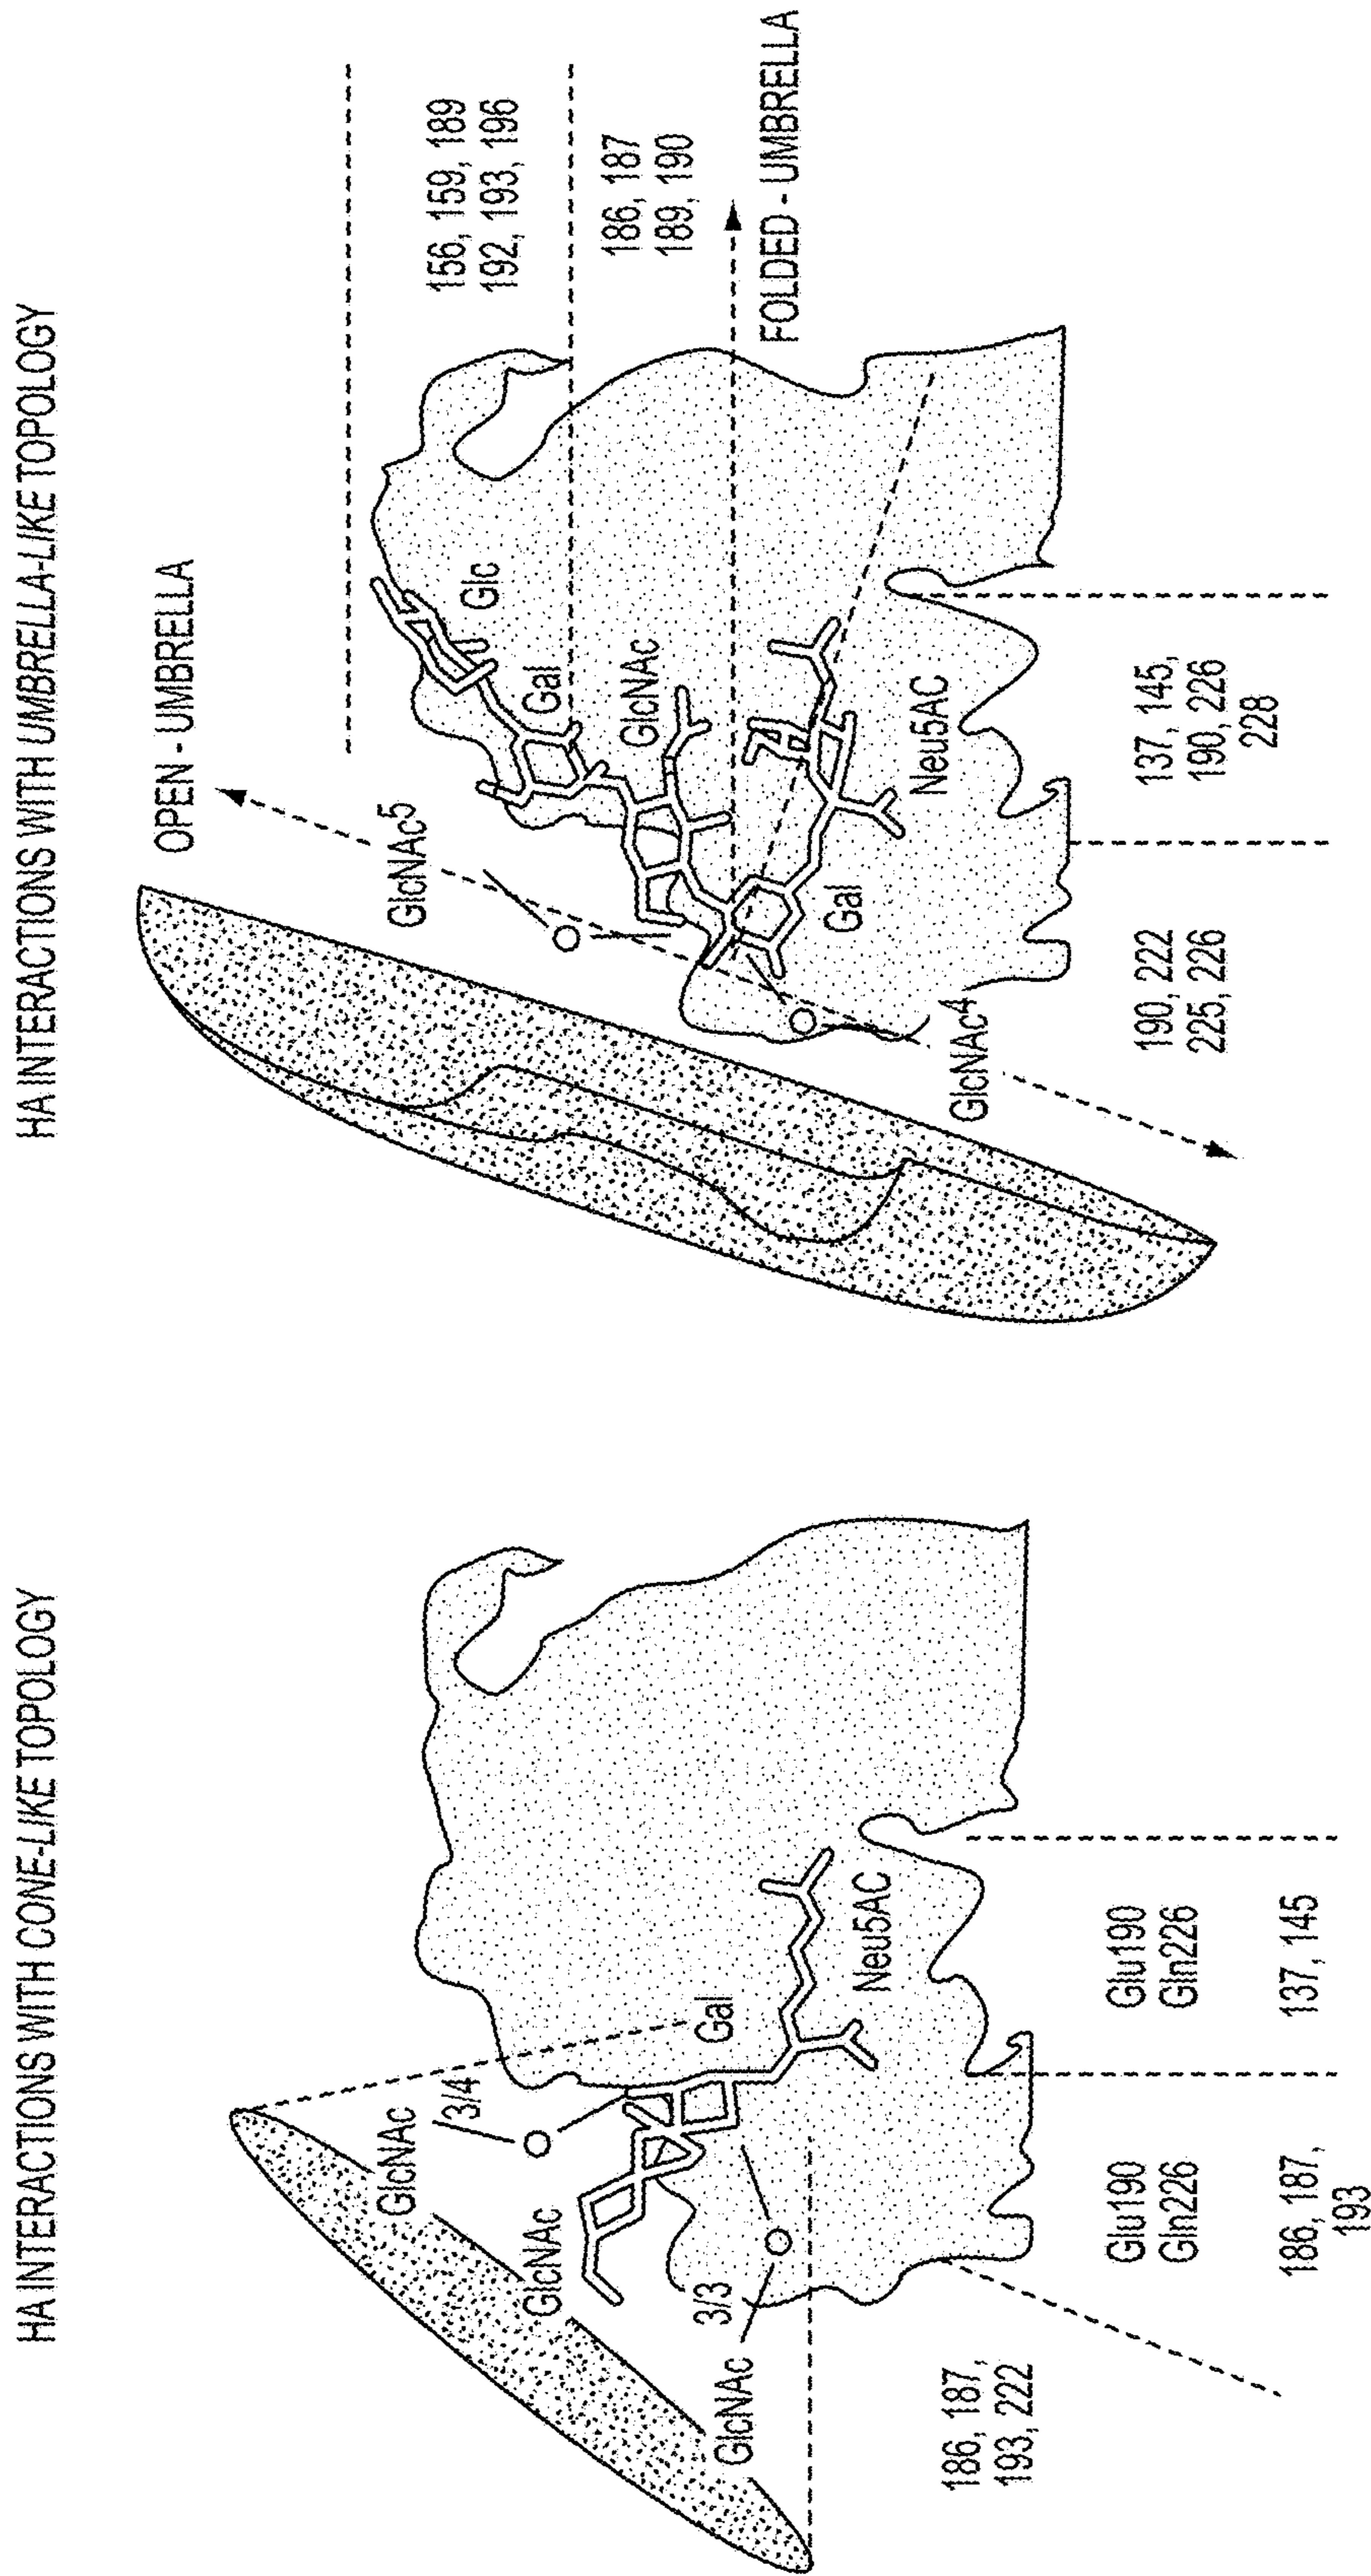 HA INTERACTIONS WITH CONE-LIKE TOPOLOGY
GlcNAc
3/4
GlcNAc
Gal
3/3
GlcNAc
Neu5AC
186, 187,
193, 222
Glu190
Gln226
186, 187,
193
Glu190
Gln226
137, 145
HA INTERACTIONS WITH UMBRELLA-LIKE TOPOLOGY
OPEN - UMBRELLA
GlcNAc5
Glc
Gal
GlcNAc
156, 159, 189
192, 193, 196
186, 187
189, 190
FOLDED - UMBRELLA
Gal
Neu5AC
GlcNAc4
190, 222
225, 226
137, 145,
190, 226
228